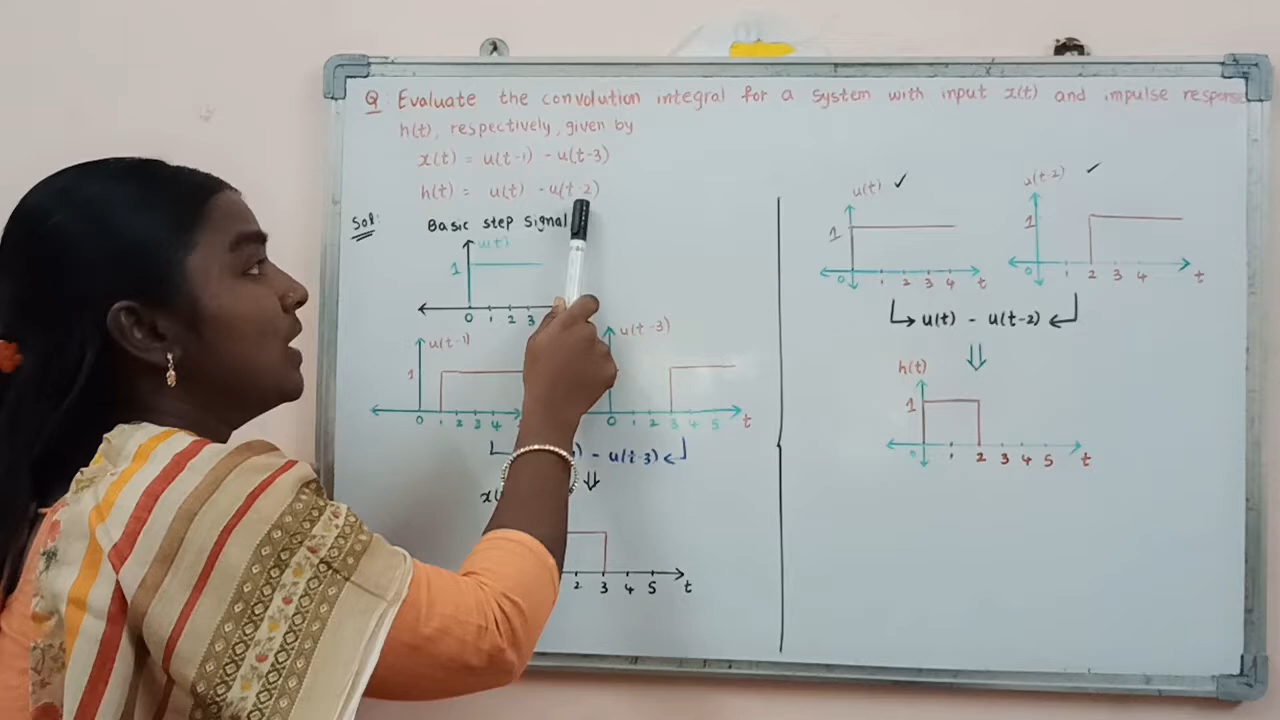 Q Evaluate the convolution integral for a system with input x(t) and impulse response
h(t), respectively, given by
x(t) = u(t-1) - u(t-3)
h(t) = u(t) - u(t-2)
Sol: Basic step signal
u(t)
1
0 1 2 3
u(t-1)
1
0 1 2 3 4
u(t-3)
0 1 2 3 4 5 t
) - u(t-3)
2 3 4 5 t
u(t) ✓
1
0 1 2 3 4 t
u(t-2) ✓
1
0 1 2 3 4 t
u(t) - u(t-2)
h(t)
1
0 1 2 3 4 5 t